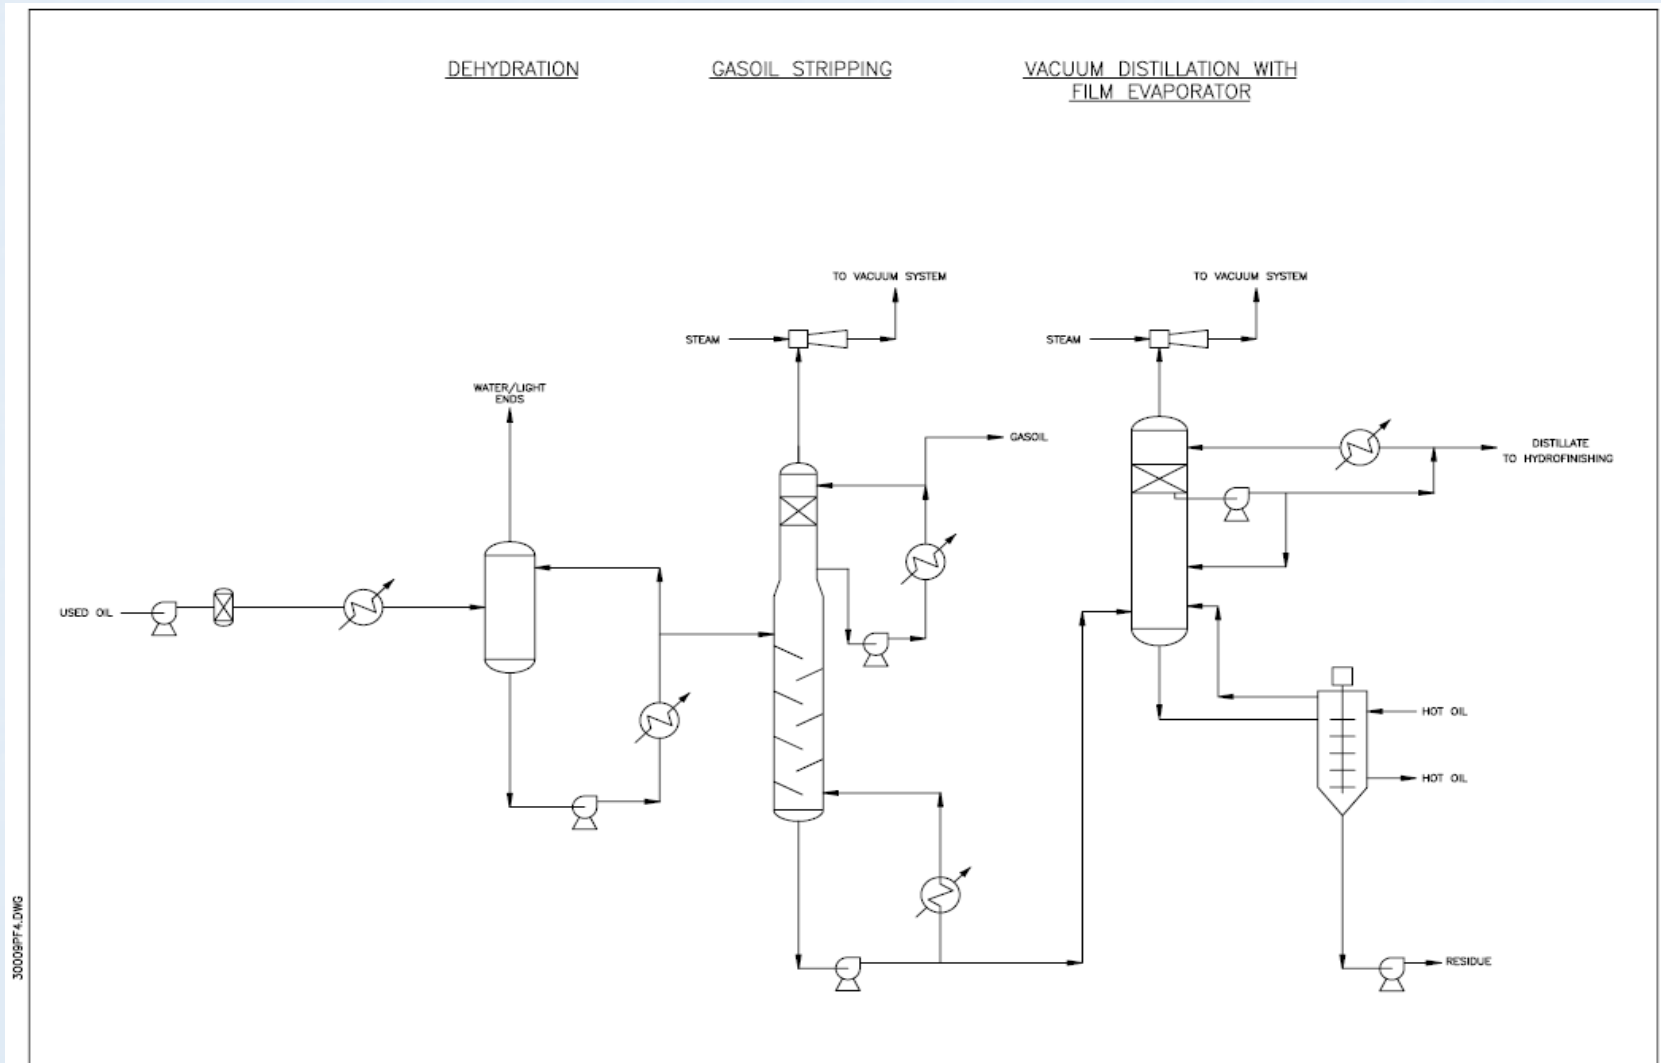 DEHYDRATION
GASOIL STRIPPING
VACUUM DISTILLATION WITH
FILM EVAPORATOR
TO VACUUM SYSTEM
TO VACUUM SYSTEM
STEAM
STEAM
WATER/LIGHT
ENDS
GASOIL
DISTILLATE
TO HYDROFINISHING
USED OIL
HOT OIL
HOT OIL
RESIDUE
30009PF4.DWG